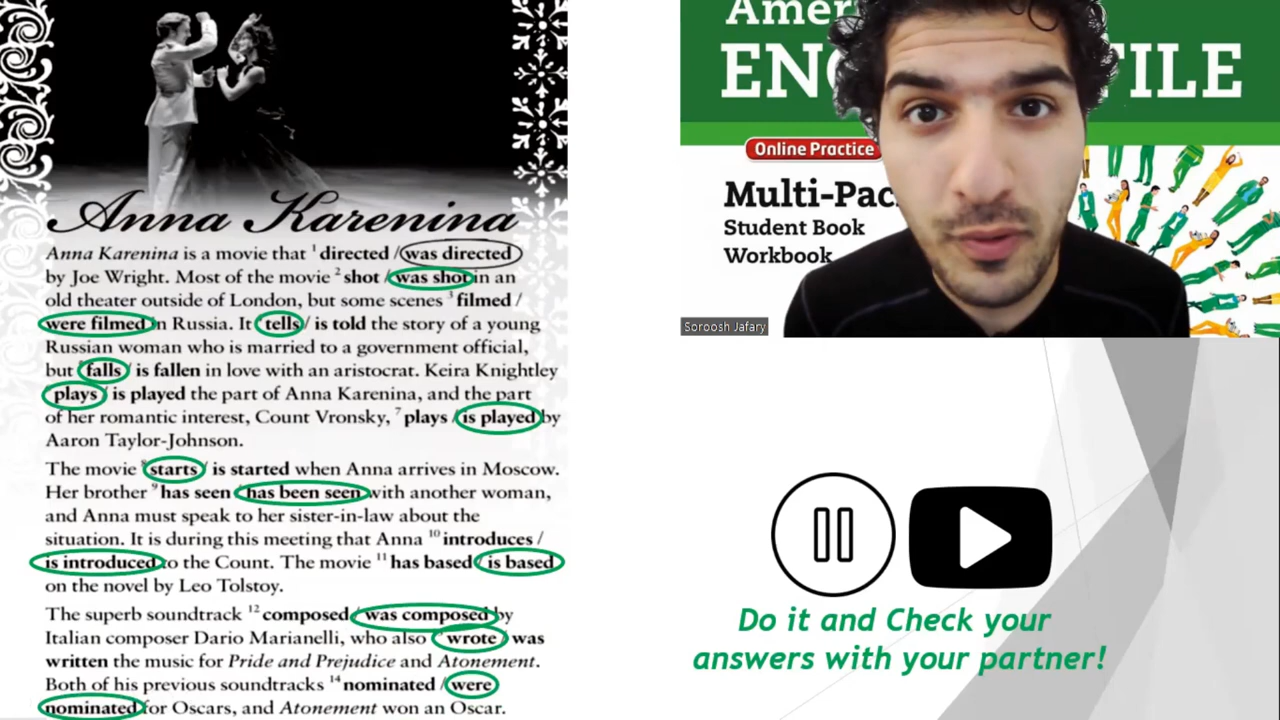 Anna Karenina
Anna Karenina is a movie that 1 directed / was directed
by Joe Wright. Most of the movie 2 shot / was shot in an
old theater outside of London, but some scenes 3 filmed /
were filmed in Russia. It tells / is told the story of a young
Russian woman who is married to a government official,
but falls / is fallen in love with an aristocrat. Keira Knightley
plays / is played the part of Anna Karenina, and the part
of her romantic interest, Count Vronsky, 7 plays / is played by
Aaron Taylor-Johnson.
The movie 8 starts / is started when Anna arrives in Moscow.
Her brother 9 has seen / has been seen with another woman,
and Anna must speak to her sister-in-law about the
situation. It is during this meeting that Anna 10 introduces /
is introduced to the Count. The movie 11 has based / is based
on the novel by Leo Tolstoy.
The superb soundtrack 12 composed / was composed by
Italian composer Dario Marianelli, who also wrote / was
written the music for Pride and Prejudice and Atonement.
Both of his previous soundtracks 14 nominated / were
nominated for Oscars, and Atonement won an Oscar.
Amer
ENG FILE
Online Practice
Multi-Pac
Student Book
Workbook
Soroosh Jafary
Do it and Check your
answers with your partner!